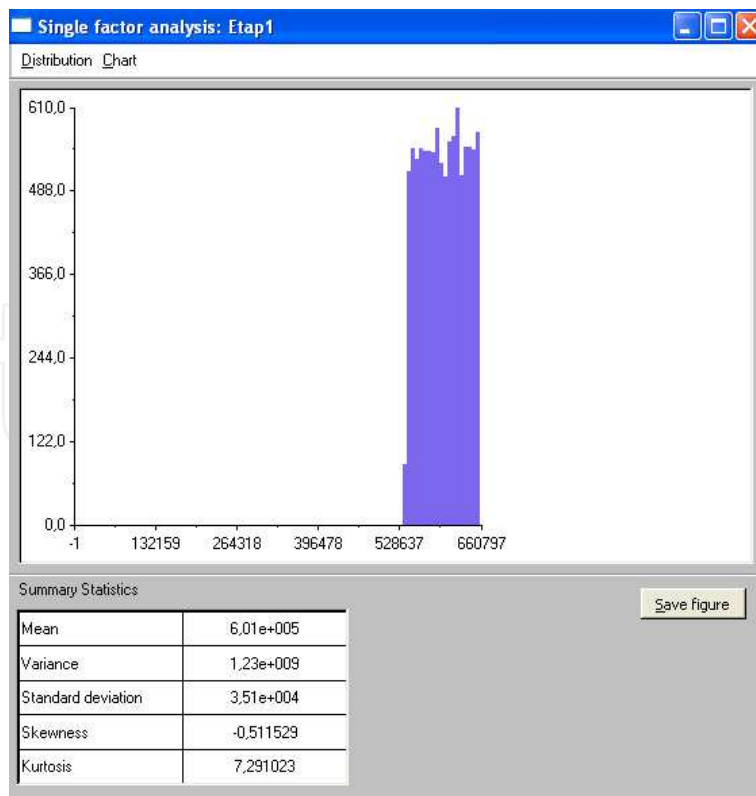 Single factor analysis: Etap1
Distribution Chart
610,0
488,0
366,0
244,0
122,0
0,0
-1 132159 264318 396478 528637 660797
Summary Statistics
Save figure
Mean 6,01e+005
Variance 1,23e+009
Standard deviation 3,51e+004
Skewness -0,511529
Kurtosis 7,291023